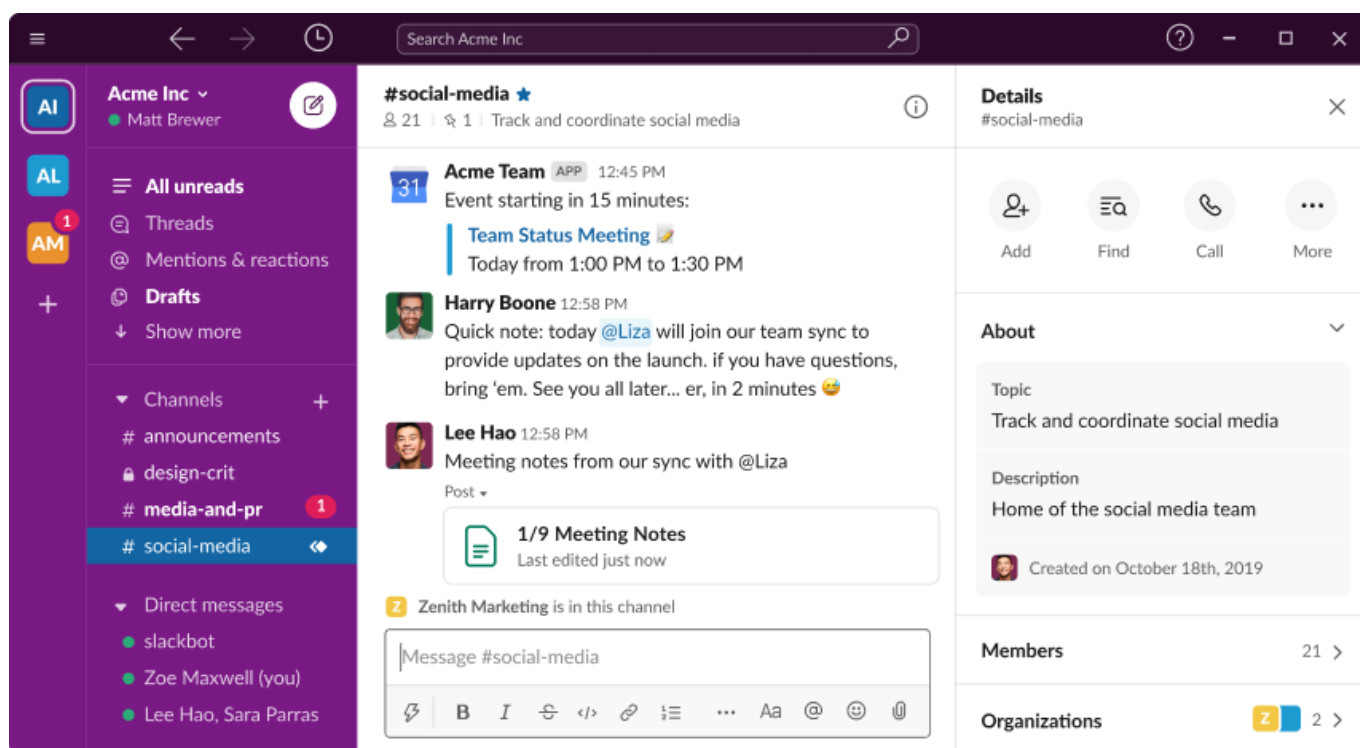 Search Acme Inc
AI
AL
1
AM
Acme Inc
Matt Brewer
All unreads
Threads
Mentions & reactions
Drafts
Show more
Channels
# announcements
design-crit
# media-and-pr 1
# social-media
Direct messages
slackbot
Zoe Maxwell (you)
Lee Hao, Sara Parras
#social-media
21 | 1 | Track and coordinate social media
31
Acme Team APP 12:45 PM
Event starting in 15 minutes:
Team Status Meeting 📝
Today from 1:00 PM to 1:30 PM
Harry Boone 12:58 PM
Quick note: today @Liza will join our team sync to
provide updates on the launch. if you have questions,
bring ‘em. See you all later... er, in 2 minutes 😅
Lee Hao 12:58 PM
Meeting notes from our sync with @Liza
Post
1/9 Meeting Notes
Last edited just now
Z Zenith Marketing is in this channel
Message #social-media
B I S </> ... Aa @
Details
#social-media
Add Find Call More
About
Topic
Track and coordinate social media
Description
Home of the social media team
Created on October 18th, 2019
Members 21
Organizations Z 2